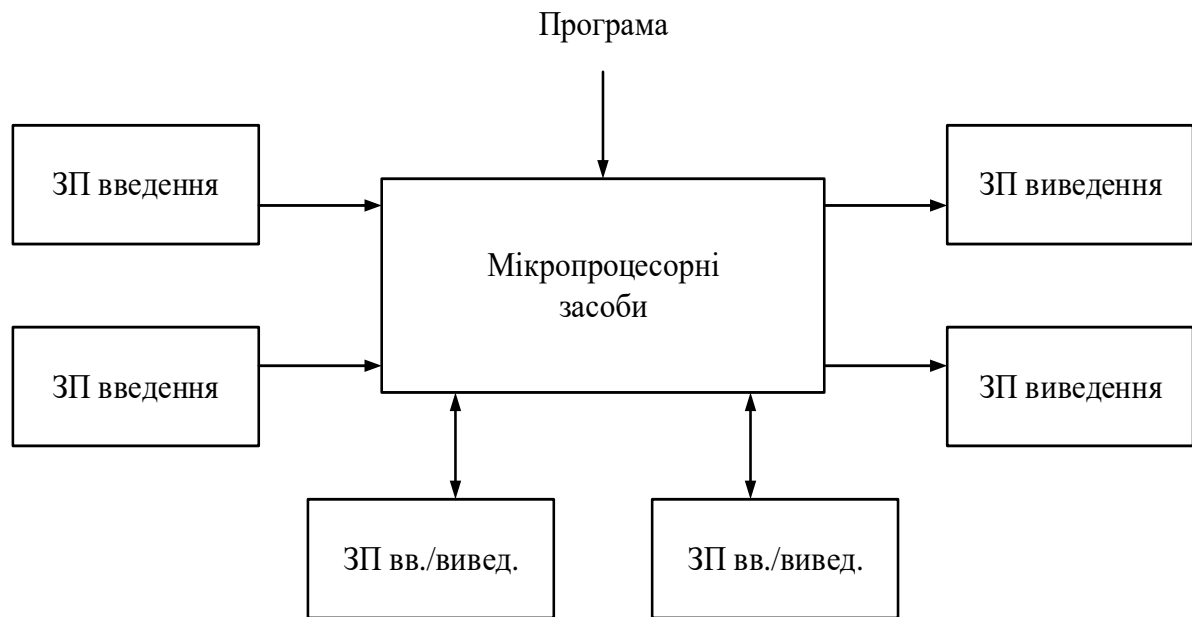 Програма
ЗП введення
ЗП виведення
Мікропроцесорні
засоби
ЗП введення
ЗП виведення
ЗП вв./вивед.
ЗП вв./вивед.